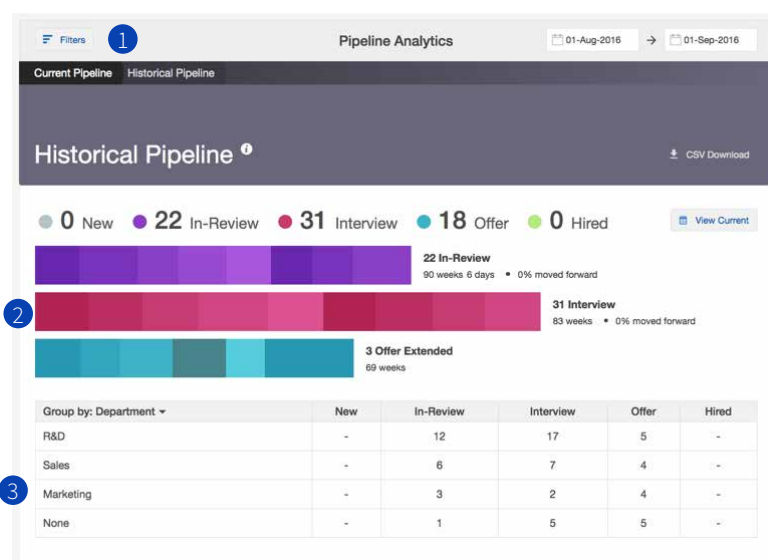 Filters
1
Pipeline Analytics
01-Aug-2016 → 01-Sep-2016
Current Pipeline Historical Pipeline
Historical Pipeline i
CSV Download
0 New 22 In-Review 31 Interview 18 Offer 0 Hired
View Current
22 In-Review
90 weeks 6 days • 0% moved forward
2
31 Interview
83 weeks • 0% moved forward
3 Offer Extended
69 weeks
Group by: Department New In-Review Interview Offer Hired
R&D - 12 17 5 -
Sales - 6 7 4 -
3
Marketing - 3 2 4 -
None - 1 5 5 -